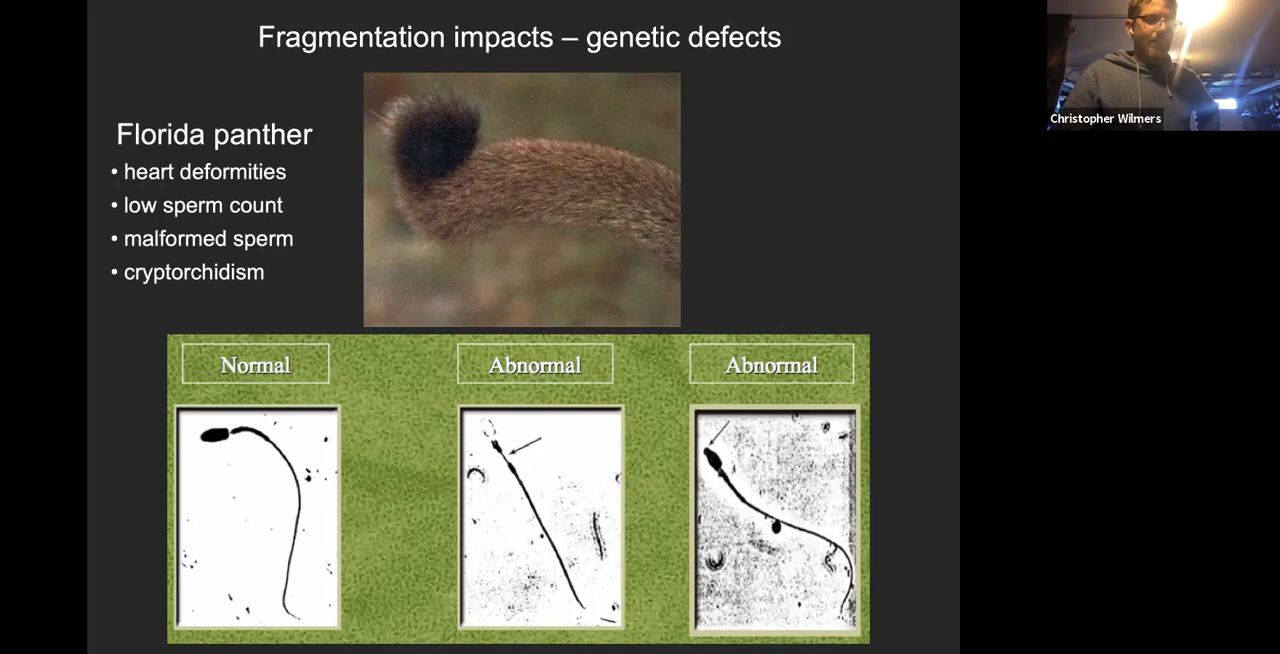 Fragmentation impacts – genetic defects
Florida panther
• heart deformities
• low sperm count
• malformed sperm
• cryptorchidism
Normal
Abnormal
Abnormal
Christopher Wilmers